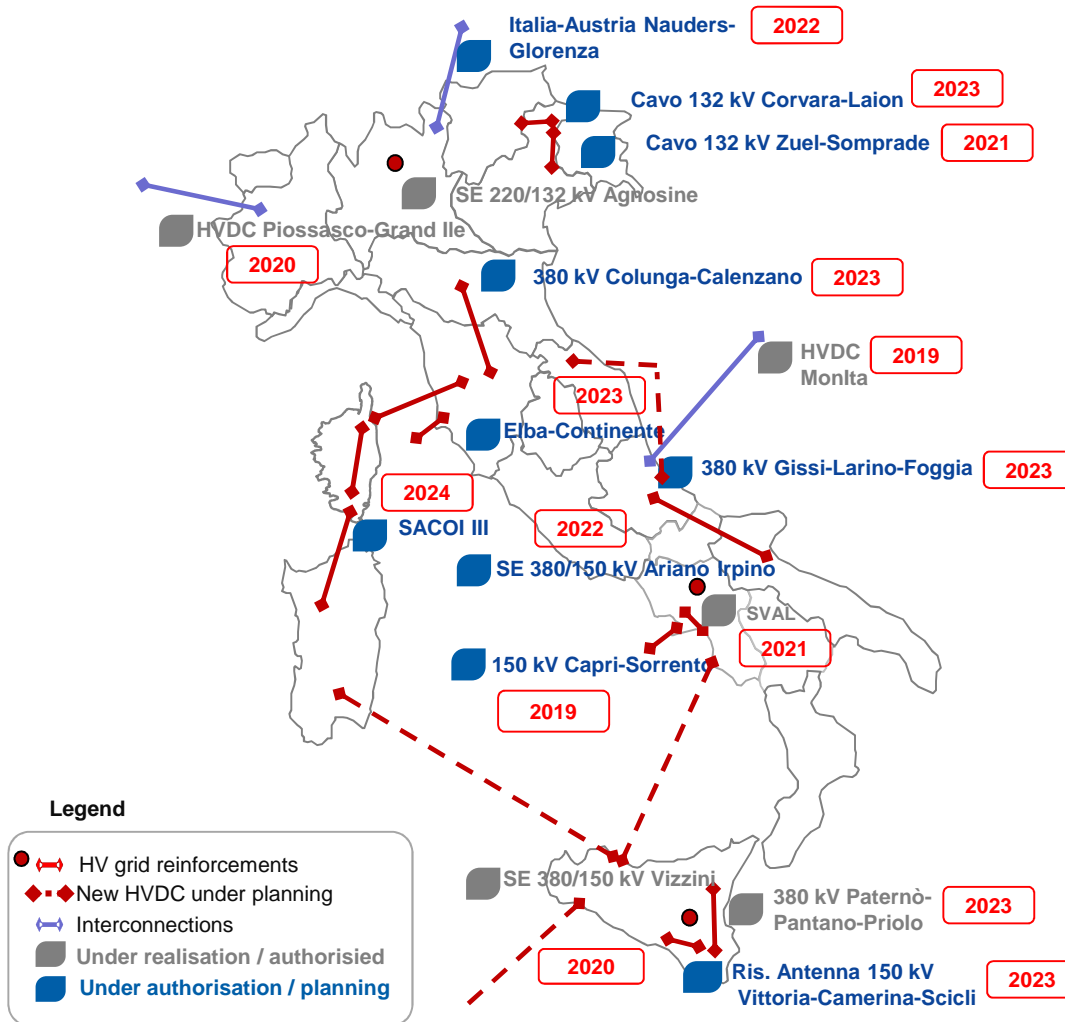 Italia-Austria Nauders-
Glorenza
2022
Cavo 132 kV Corvara-Laion
2023
Cavo 132 kV Zuel-Somprade
2021
SE 220/132 kV Agnosine
HVDC Piossasco-Grand Ile
2020
380 kV Colunga-Calenzano
2023
HVDC
MonIta
2019
2023
Elba-Continente
380 kV Gissi-Larino-Foggia
2023
2024
SACOI III
2022
SE 380/150 kV Ariano Irpino
SVAL
2021
150 kV Capri-Sorrento
2019
Legend
HV grid reinforcements
New HVDC under planning
Interconnections
Under realisation / authorisied
Under authorisation / planning
SE 380/150 kV Vizzini
380 kV Paternò-
Pantano-Priolo
2023
2020
Ris. Antenna 150 kV
Vittoria-Camerina-Scicli
2023